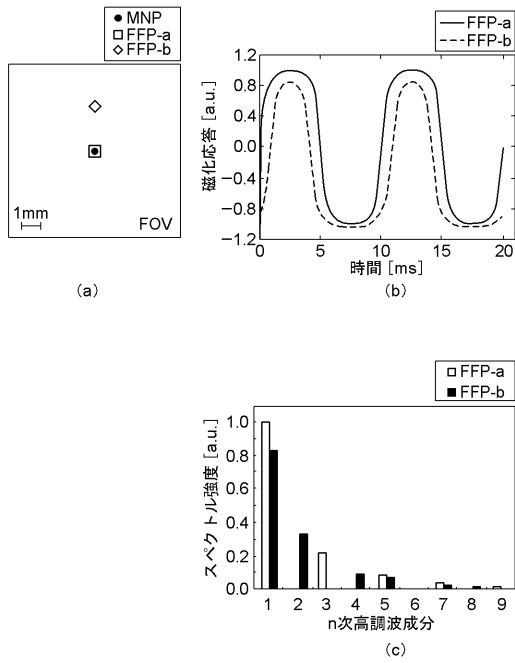 MNP
FFP-a
FFP-b
1mm
FOV
(a)
FFP-a
FFP-b
磁化応答 [a.u.]
1.2
0.8
0.4
0.0
−0.4
−0.8
−1.2
0 5 10 15 20
時間 [ms]
(b)
FFP-a
FFP-b
スペクトル強度 [a.u.]
1.0
0.8
0.6
0.4
0.2
0.0
1 2 3 4 5 6 7 8 9
n次高調波成分
(c)